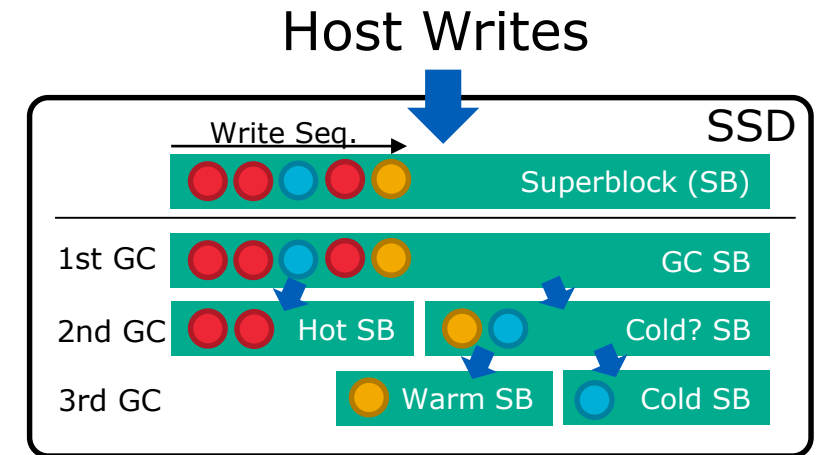 Host Writes
SSD
Write Seq.
Superblock (SB)
1st GC
GC SB
2nd GC
Hot SB
Cold? SB
3rd GC
Warm SB
Cold SB